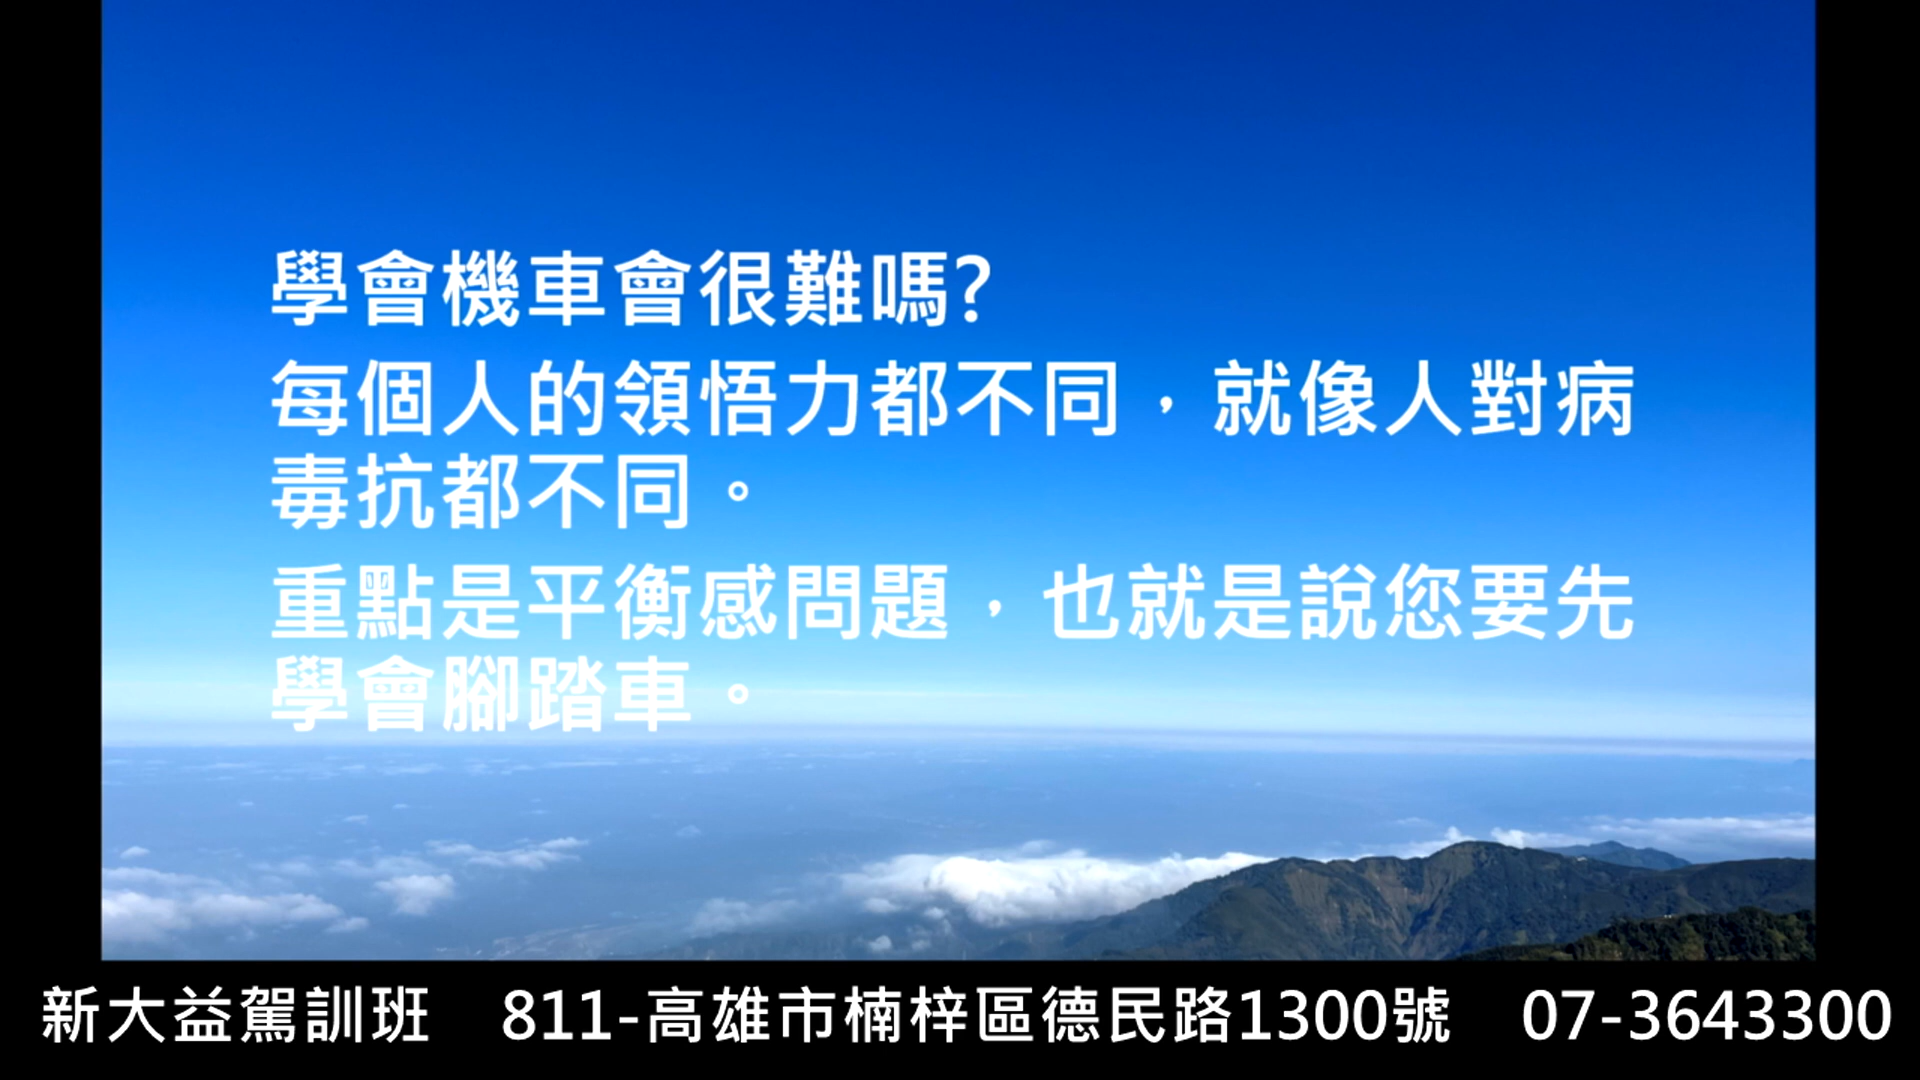 學會機車會很難嗎?
每個人的領悟力都不同，就像人對病
毒抗都不同。
重點是平衡感問題，也就是說您要先
學會腳踏車。
新大益駕訓班 811-高雄市楠梓區德民路1300號 07-3643300